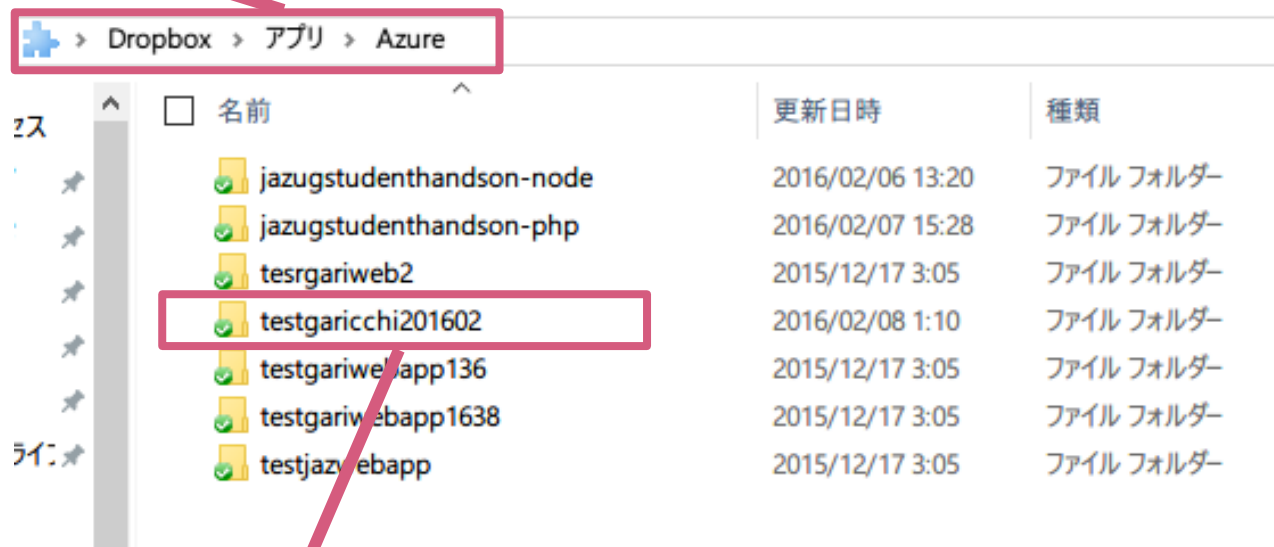 Dropbox > アプリ > Azure
名前 更新日時 種類
jazugstudenthandson-node 2016/02/06 13:20 ファイル フォルダー
jazugstudenthandson-php 2016/02/07 15:28 ファイル フォルダー
tesrgariweb2 2015/12/17 3:05 ファイル フォルダー
testgaricchi201602 2016/02/08 1:10 ファイル フォルダー
testgariwebapp136 2015/12/17 3:05 ファイル フォルダー
testgariwebapp1638 2015/12/17 3:05 ファイル フォルダー
testjazwebapp 2015/12/17 3:05 ファイル フォルダー